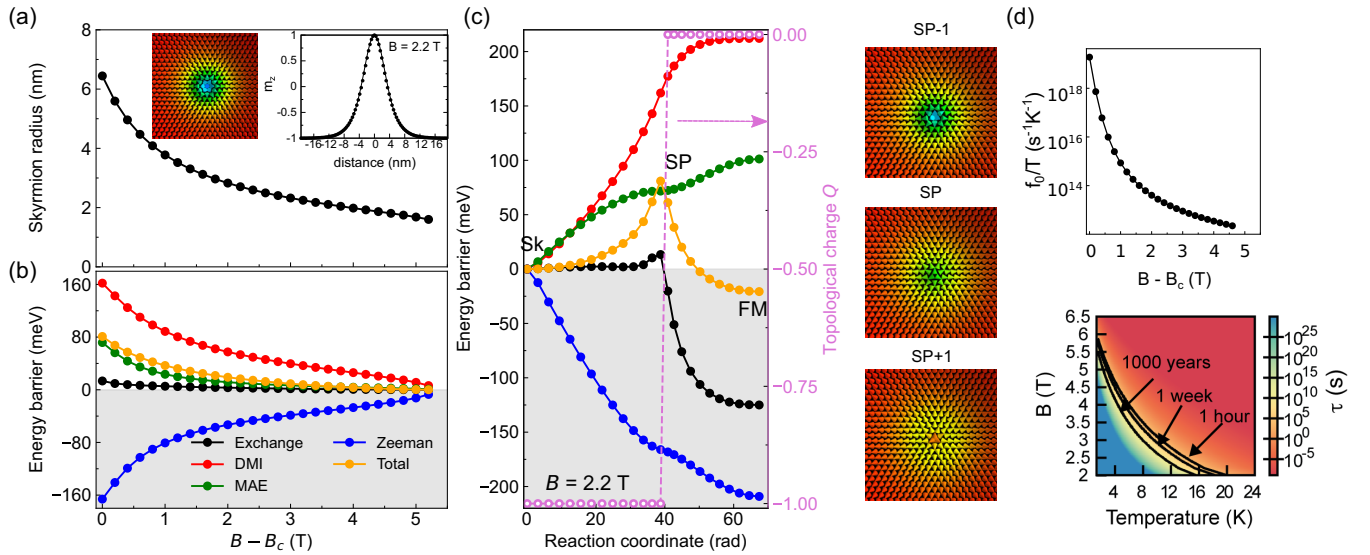 (a)
8
6
4
2
0
Skyrmion radius (nm)
B = 2.2 T
1
0.5
0
-0.5
-1
m_z
-16 -12 -8 -4 0 4 8 12 16
distance (nm)
(b)
160
80
0
−80
−160
Energy barrier (meV)
Exchange
DMI
MAE
Zeeman
Total
0 1 2 3 4 5
B − B_c (T)
(c)
200
150
100
50
0
−50
−100
−150
−200
Energy barrier (meV)
Sk
SP
FM
B = 2.2 T
0 20 40 60
Reaction coordinate (rad)
0.00
−0.25
−0.50
−0.75
−1.00
Topological charge Q
SP-1
SP
SP+1
(d)
10^18
10^16
10^14
f_0/T (s^-1K^-1)
0 1 2 3 4 5
B - B_c (T)
6.5
6
5.5
5
4.5
4
3.5
3
2.5
2
B (T)
1000 years
1 week
1 hour
4 8 12 16 20 24
Temperature (K)
10^25
10^20
10^15
10^10
10^5
10^0
10^-5
τ (s)